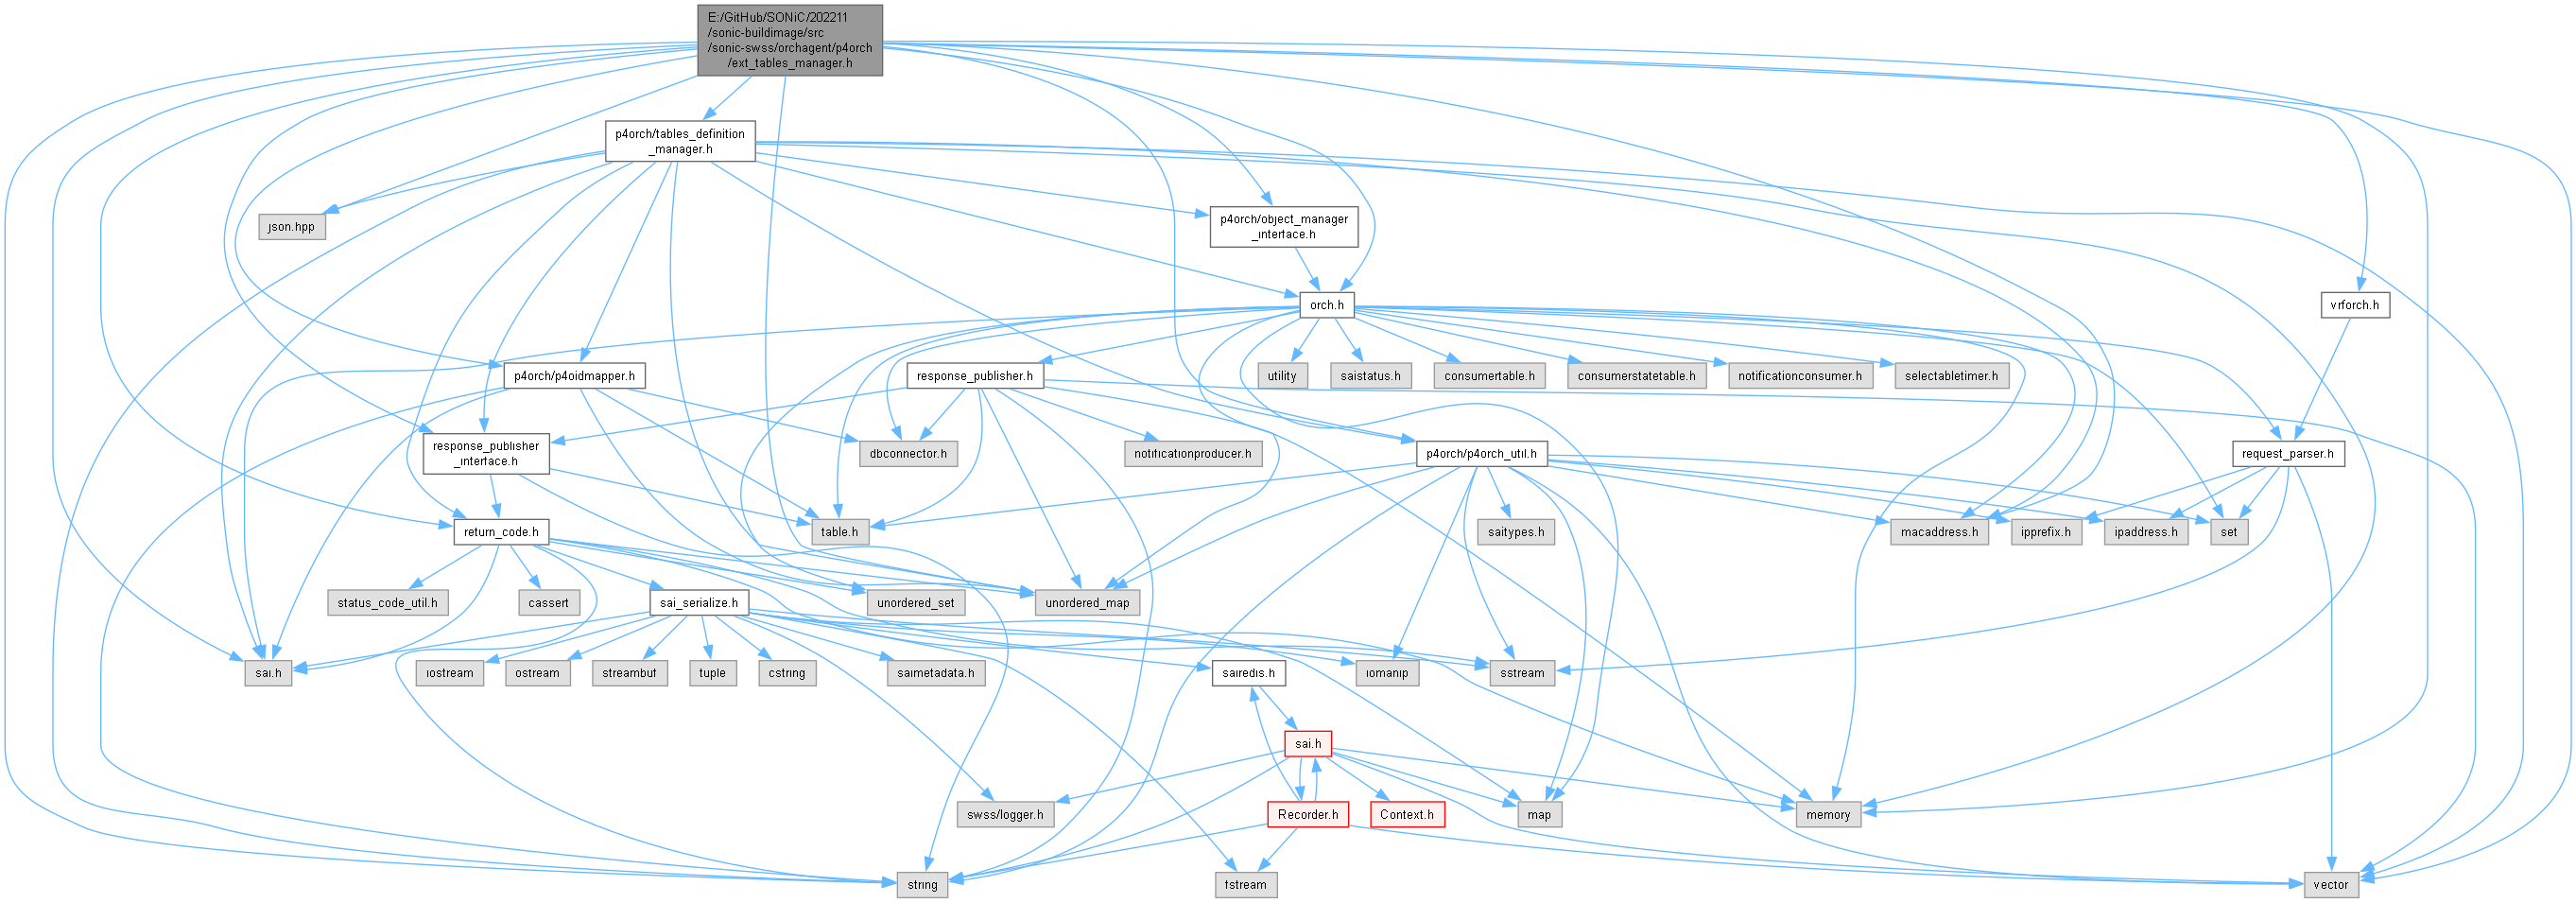 E:/GitHub/SONiC/202211
/sonic-buildimage/src
/sonic-swss/orchagent/p4orch
/ext_tables_manager.h
p4orch/tables_definition
_manager.h
json.hpp
p4orch/object_manager
_interface.h
orch.h
vrforch.h
p4orch/p4oidmapper.h
response_publisher.h
utility
saistatus.h
consumertable.h
consumerstatetable.h
notificationconsumer.h
selectabletimer.h
response_publisher
_interface.h
dbconnector.h
notificationproducer.h
p4orch/p4orch_util.h
request_parser.h
return_code.h
table.h
saitypes.h
macaddress.h
ipprefix.h
ipaddress.h
set
status_code_util.h
cassert
sai_serialize.h
unordered_set
unordered_map
sai.h
iostream
ostream
streambuf
tuple
cstring
saimetadata.h
sairedis.h
iomanip
sstream
sai.h
swss/logger.h
Recorder.h
Context.h
map
memory
string
fstream
vector